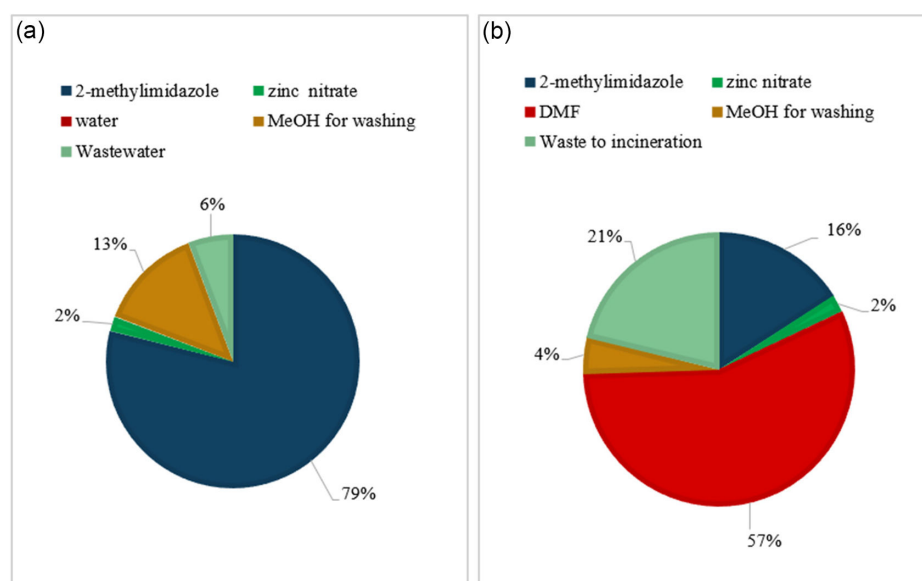 (a)
2-methylimidazole zinc nitrate
water MeOH for washing
Wastewater
6%
13%
2%
79%
(b)
2-methylimidazole zinc nitrate
DMF MeOH for washing
Waste to incineration
21%
16%
2%
4%
57%